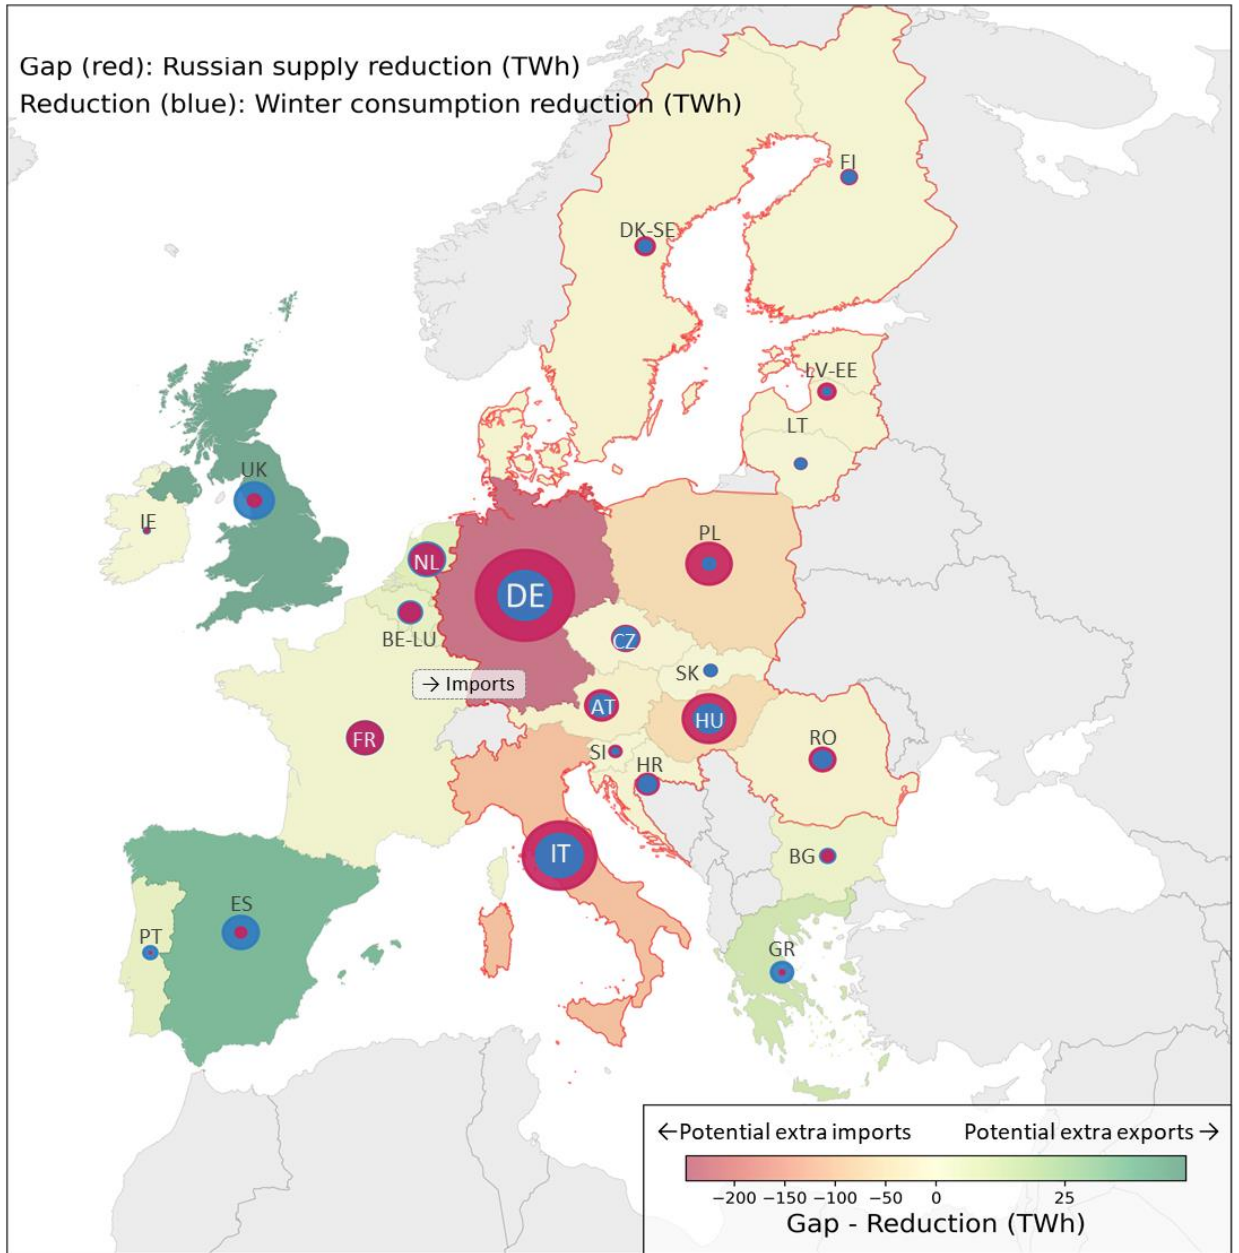 Gap (red): Russian supply reduction (TWh)
Reduction (blue): Winter consumption reduction (TWh)
FI
DK-SE
LV-EE
LT
UK
IE
NL
PL
DE
BE-LU
CZ
SK
→ Imports
AT
HU
FR
SI
HR
RO
IT
BG
ES
PT
GR
←Potential extra imports Potential extra exports →
−200 −150 −100 −50 0 25
Gap - Reduction (TWh)